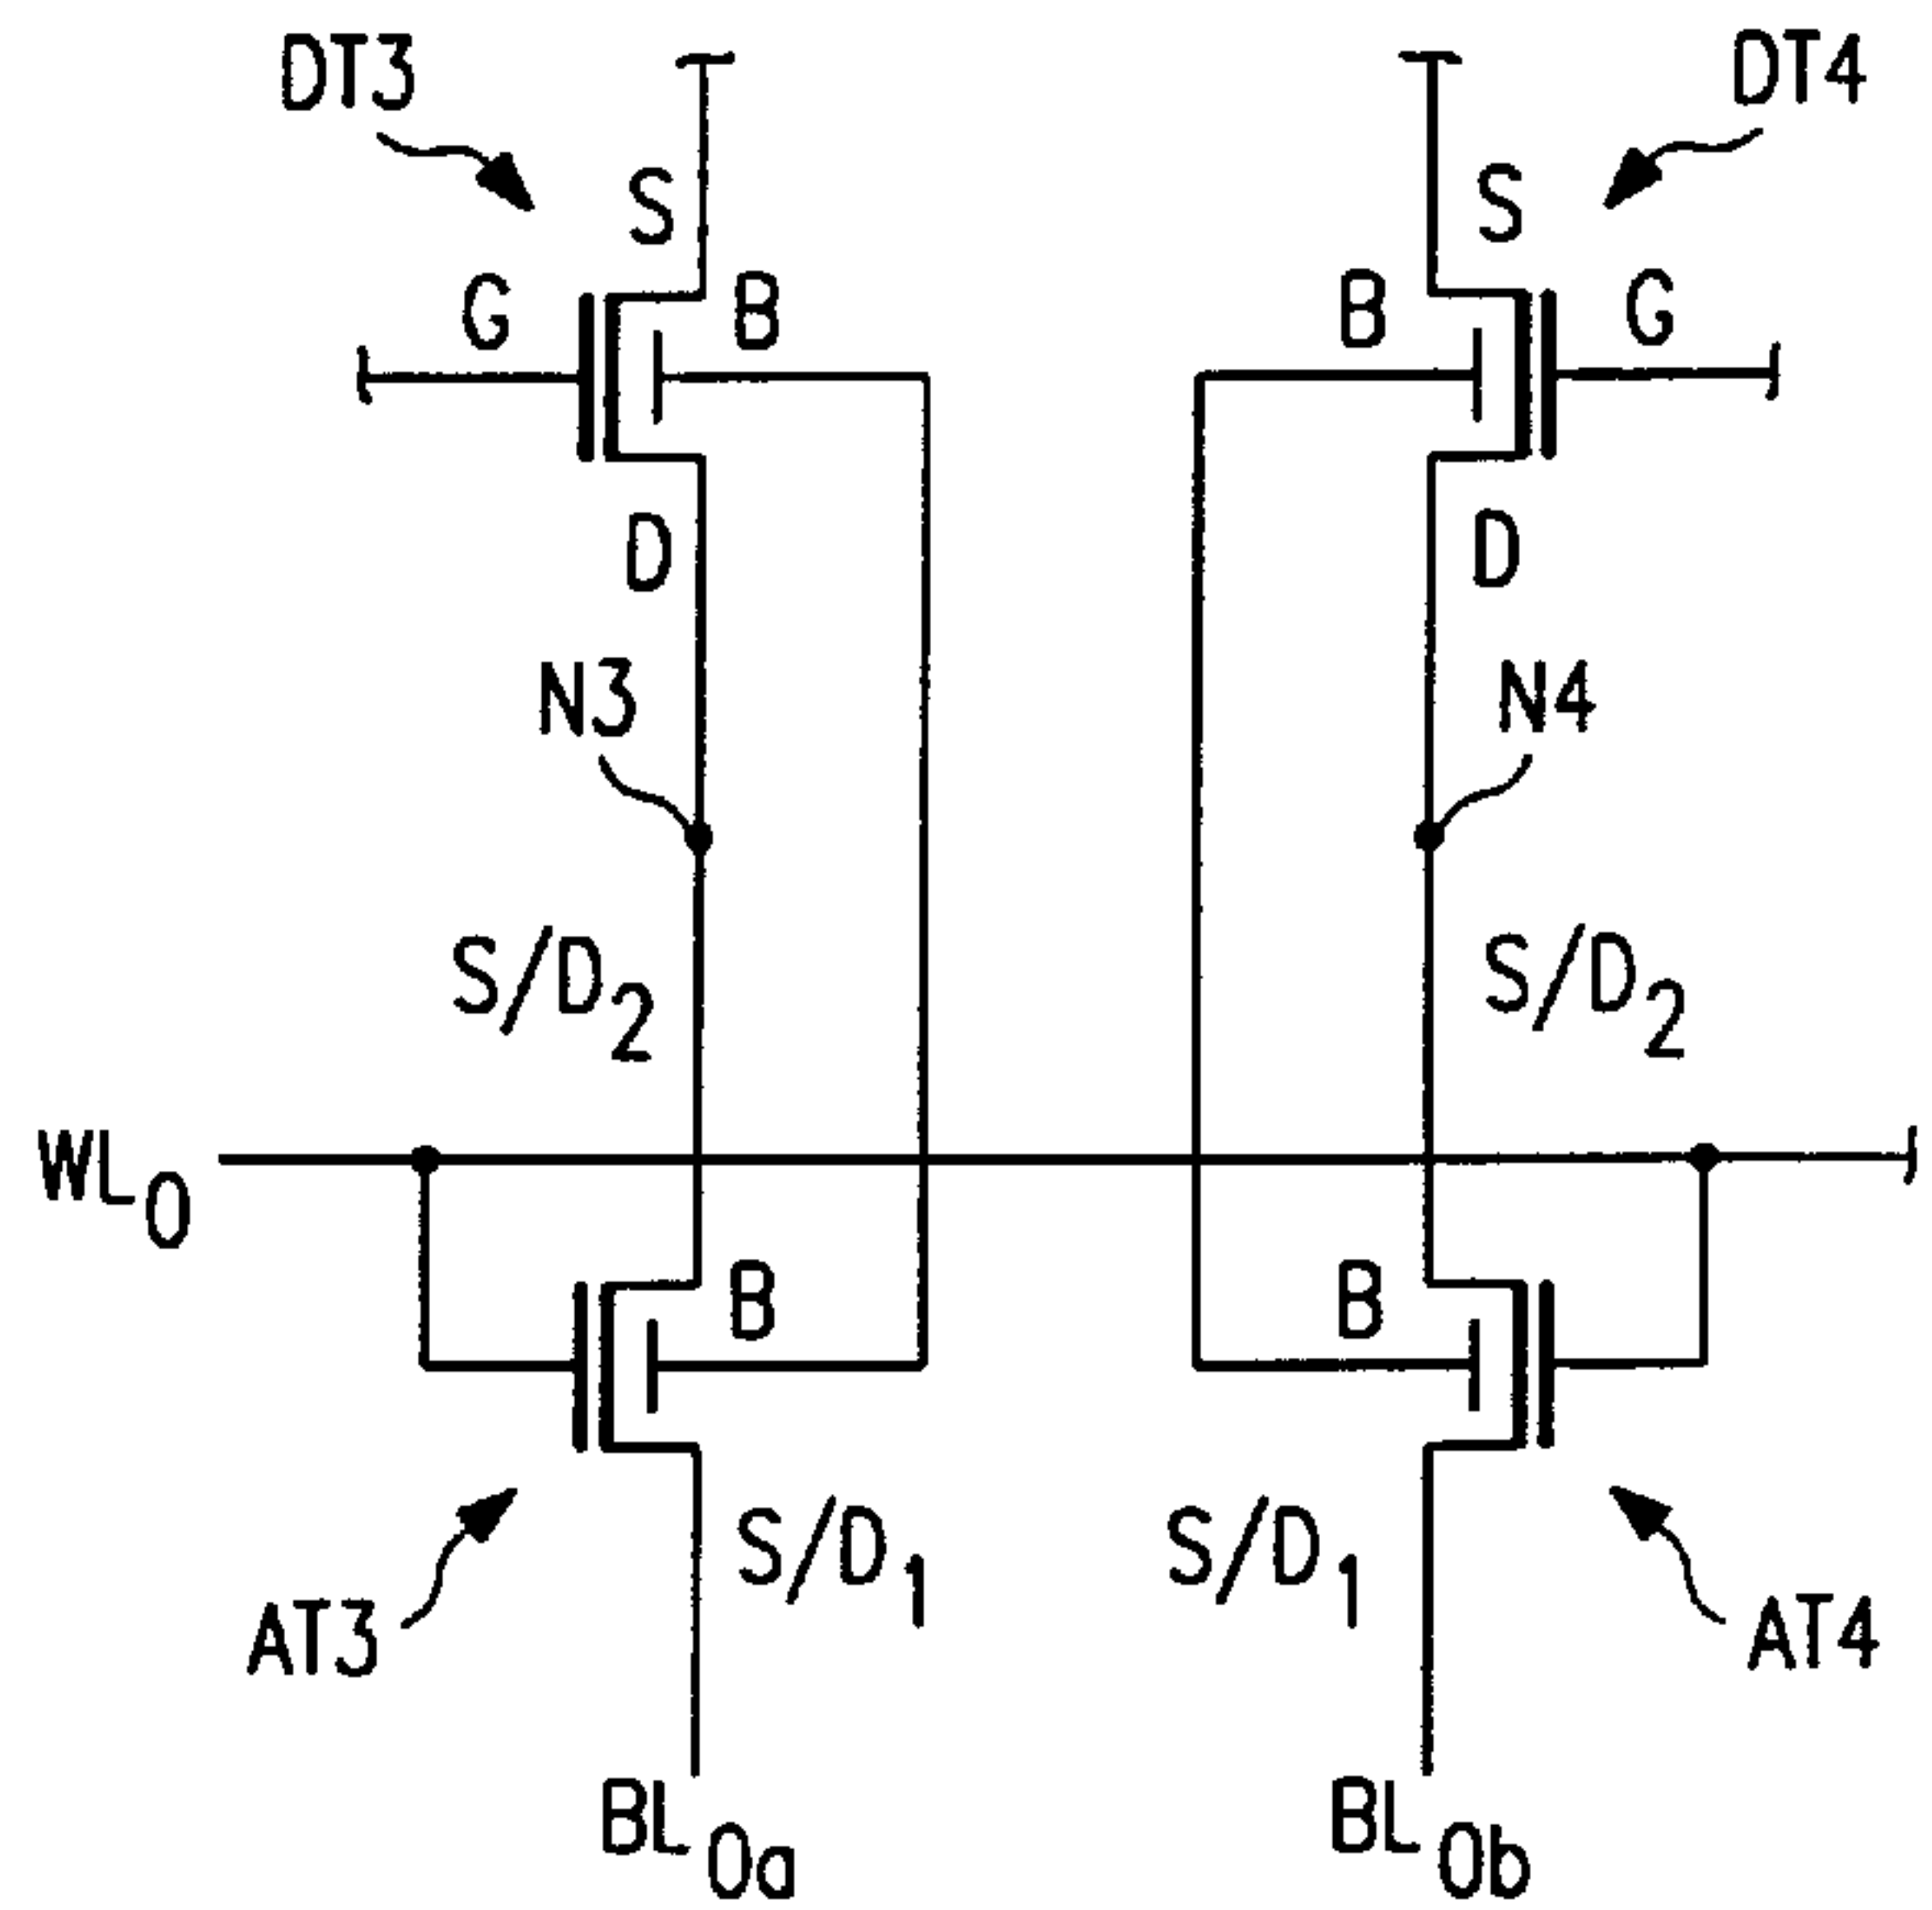 DT3 DT4
S S
G B B G
D D
N3 N4
S/D2 S/D2
WL0
B B
S/D1 S/D1
AT3 AT4
BL0a BL0b